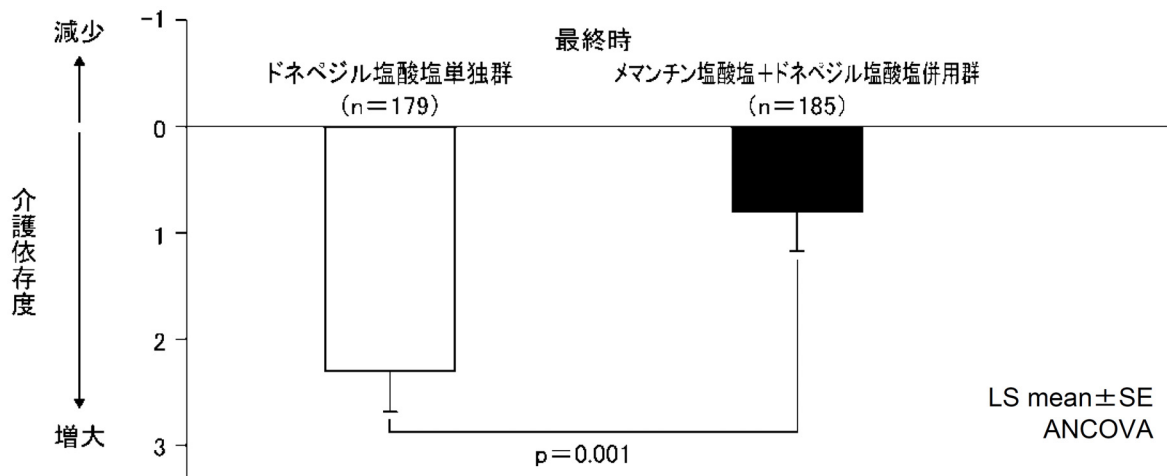 最終時
ドネペジル塩酸塩単独群
(n=179)
メマンチン塩酸塩+ドネペジル塩酸塩併用群
(n=185)
減少
介護依存度
増大
-1
0
1
2
3
p=0.001
LS mean±SE
ANCOVA